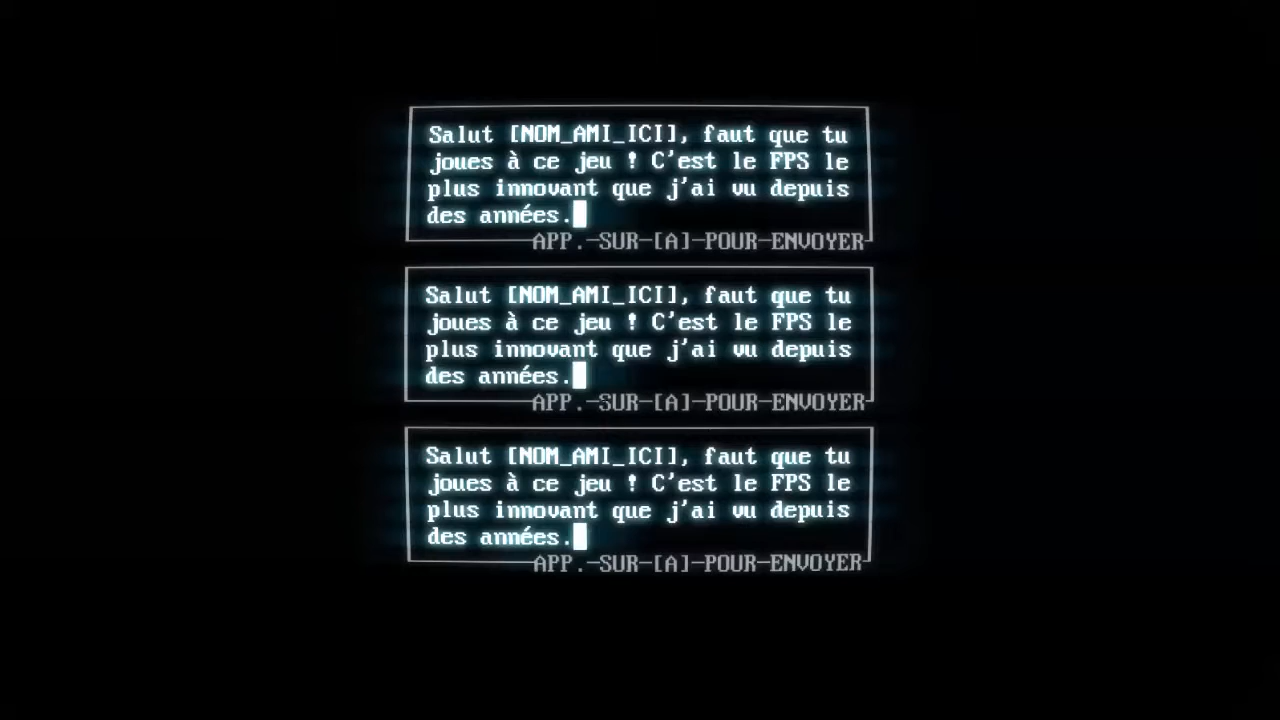 Salut [NOM_AMI_ICI], faut que tu
joues à ce jeu ! C'est le FPS le
plus innovant que j'ai vu depuis
des années.
APP.-SUR-[A]-POUR-ENVOYER
Salut [NOM_AMI_ICI], faut que tu
joues à ce jeu ! C'est le FPS le
plus innovant que j'ai vu depuis
des années.
APP.-SUR-[A]-POUR-ENVOYER
Salut [NOM_AMI_ICI], faut que tu
joues à ce jeu ! C'est le FPS le
plus innovant que j'ai vu depuis
des années.
APP.-SUR-[A]-POUR-ENVOYER